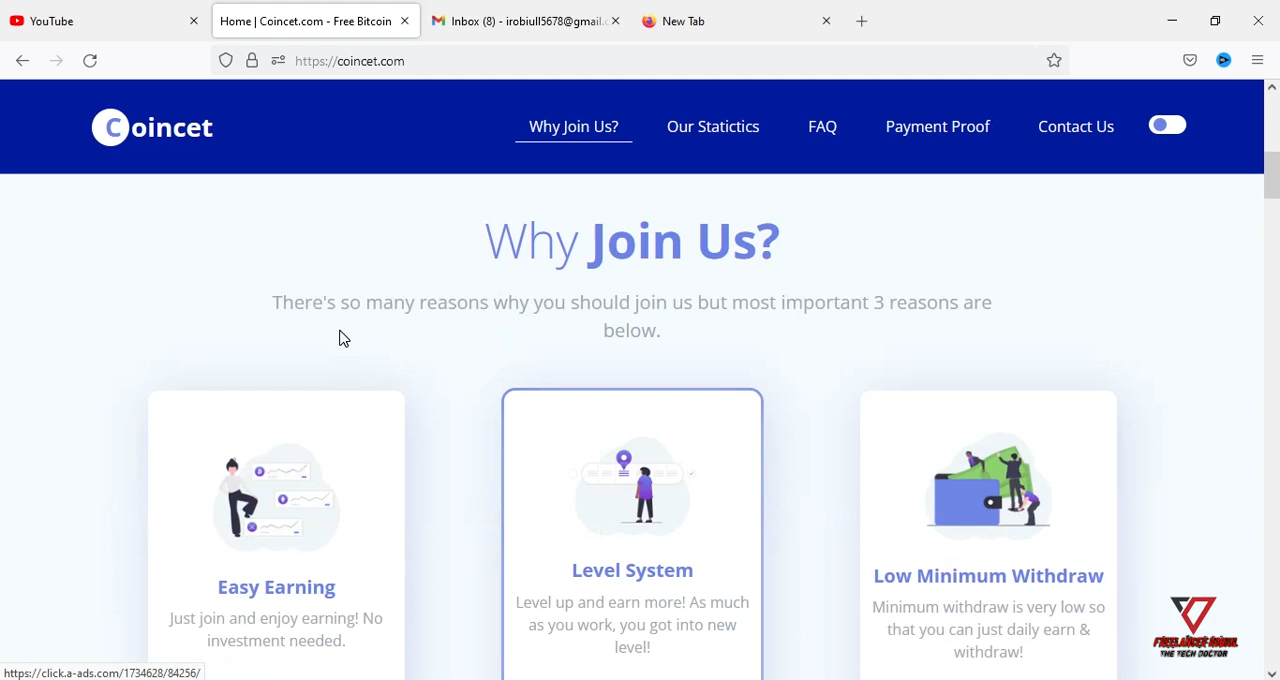 YouTube
Home | Coincet.com - Free Bitcoin
Inbox (8) - irobiull5678@gmail.c
New Tab
https://coincet.com
Coincet
Why Join Us?
Our Statictics
FAQ
Payment Proof
Contact Us
Why Join Us?
There's so many reasons why you should join us but most important 3 reasons are
below.
Easy Earning
Just join and enjoy earning! No
investment needed.
Level System
Level up and earn more! As much
as you work, you got into new
level!
Low Minimum Withdraw
Minimum withdraw is very low so
that you can just daily earn &
withdraw!
https://click.a-ads.com/1734628/84256/
THE TECH DOCTOR